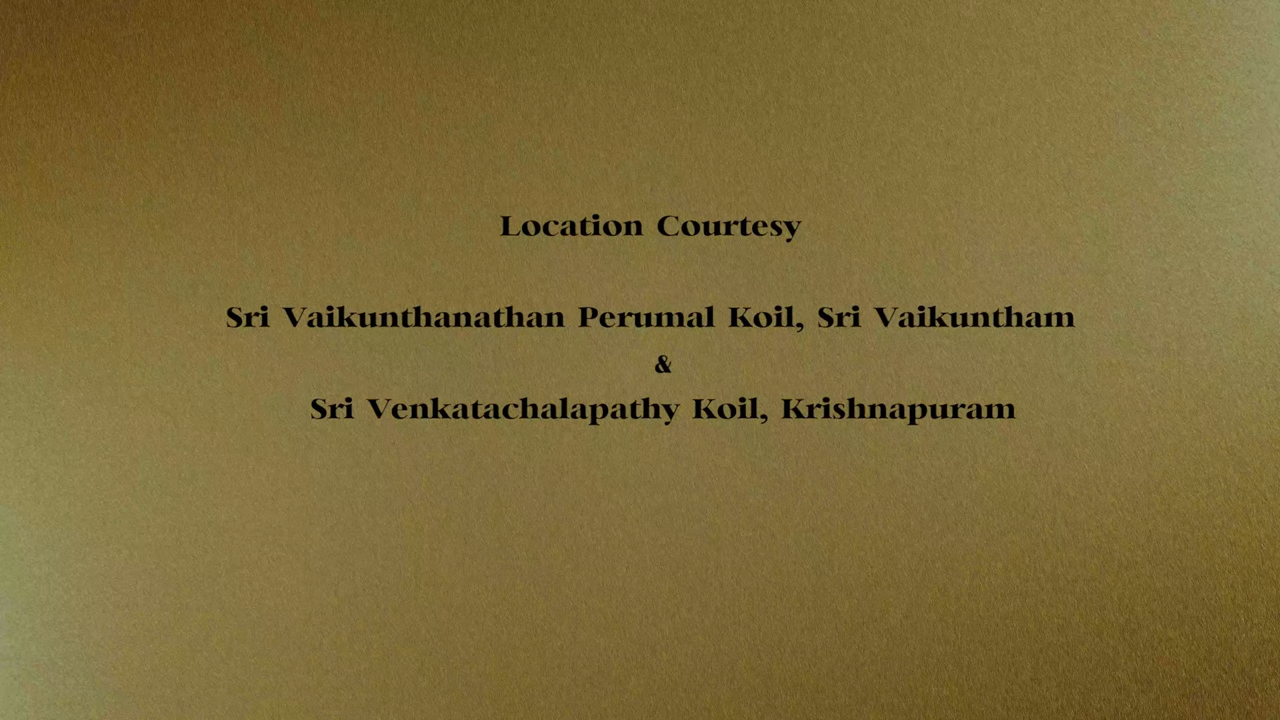 Location Courtesy
Sri Vaikunthanathan Perumal Koil, Sri Vaikuntham
&
Sri Venkatachalapathy Koil, Krishnapuram